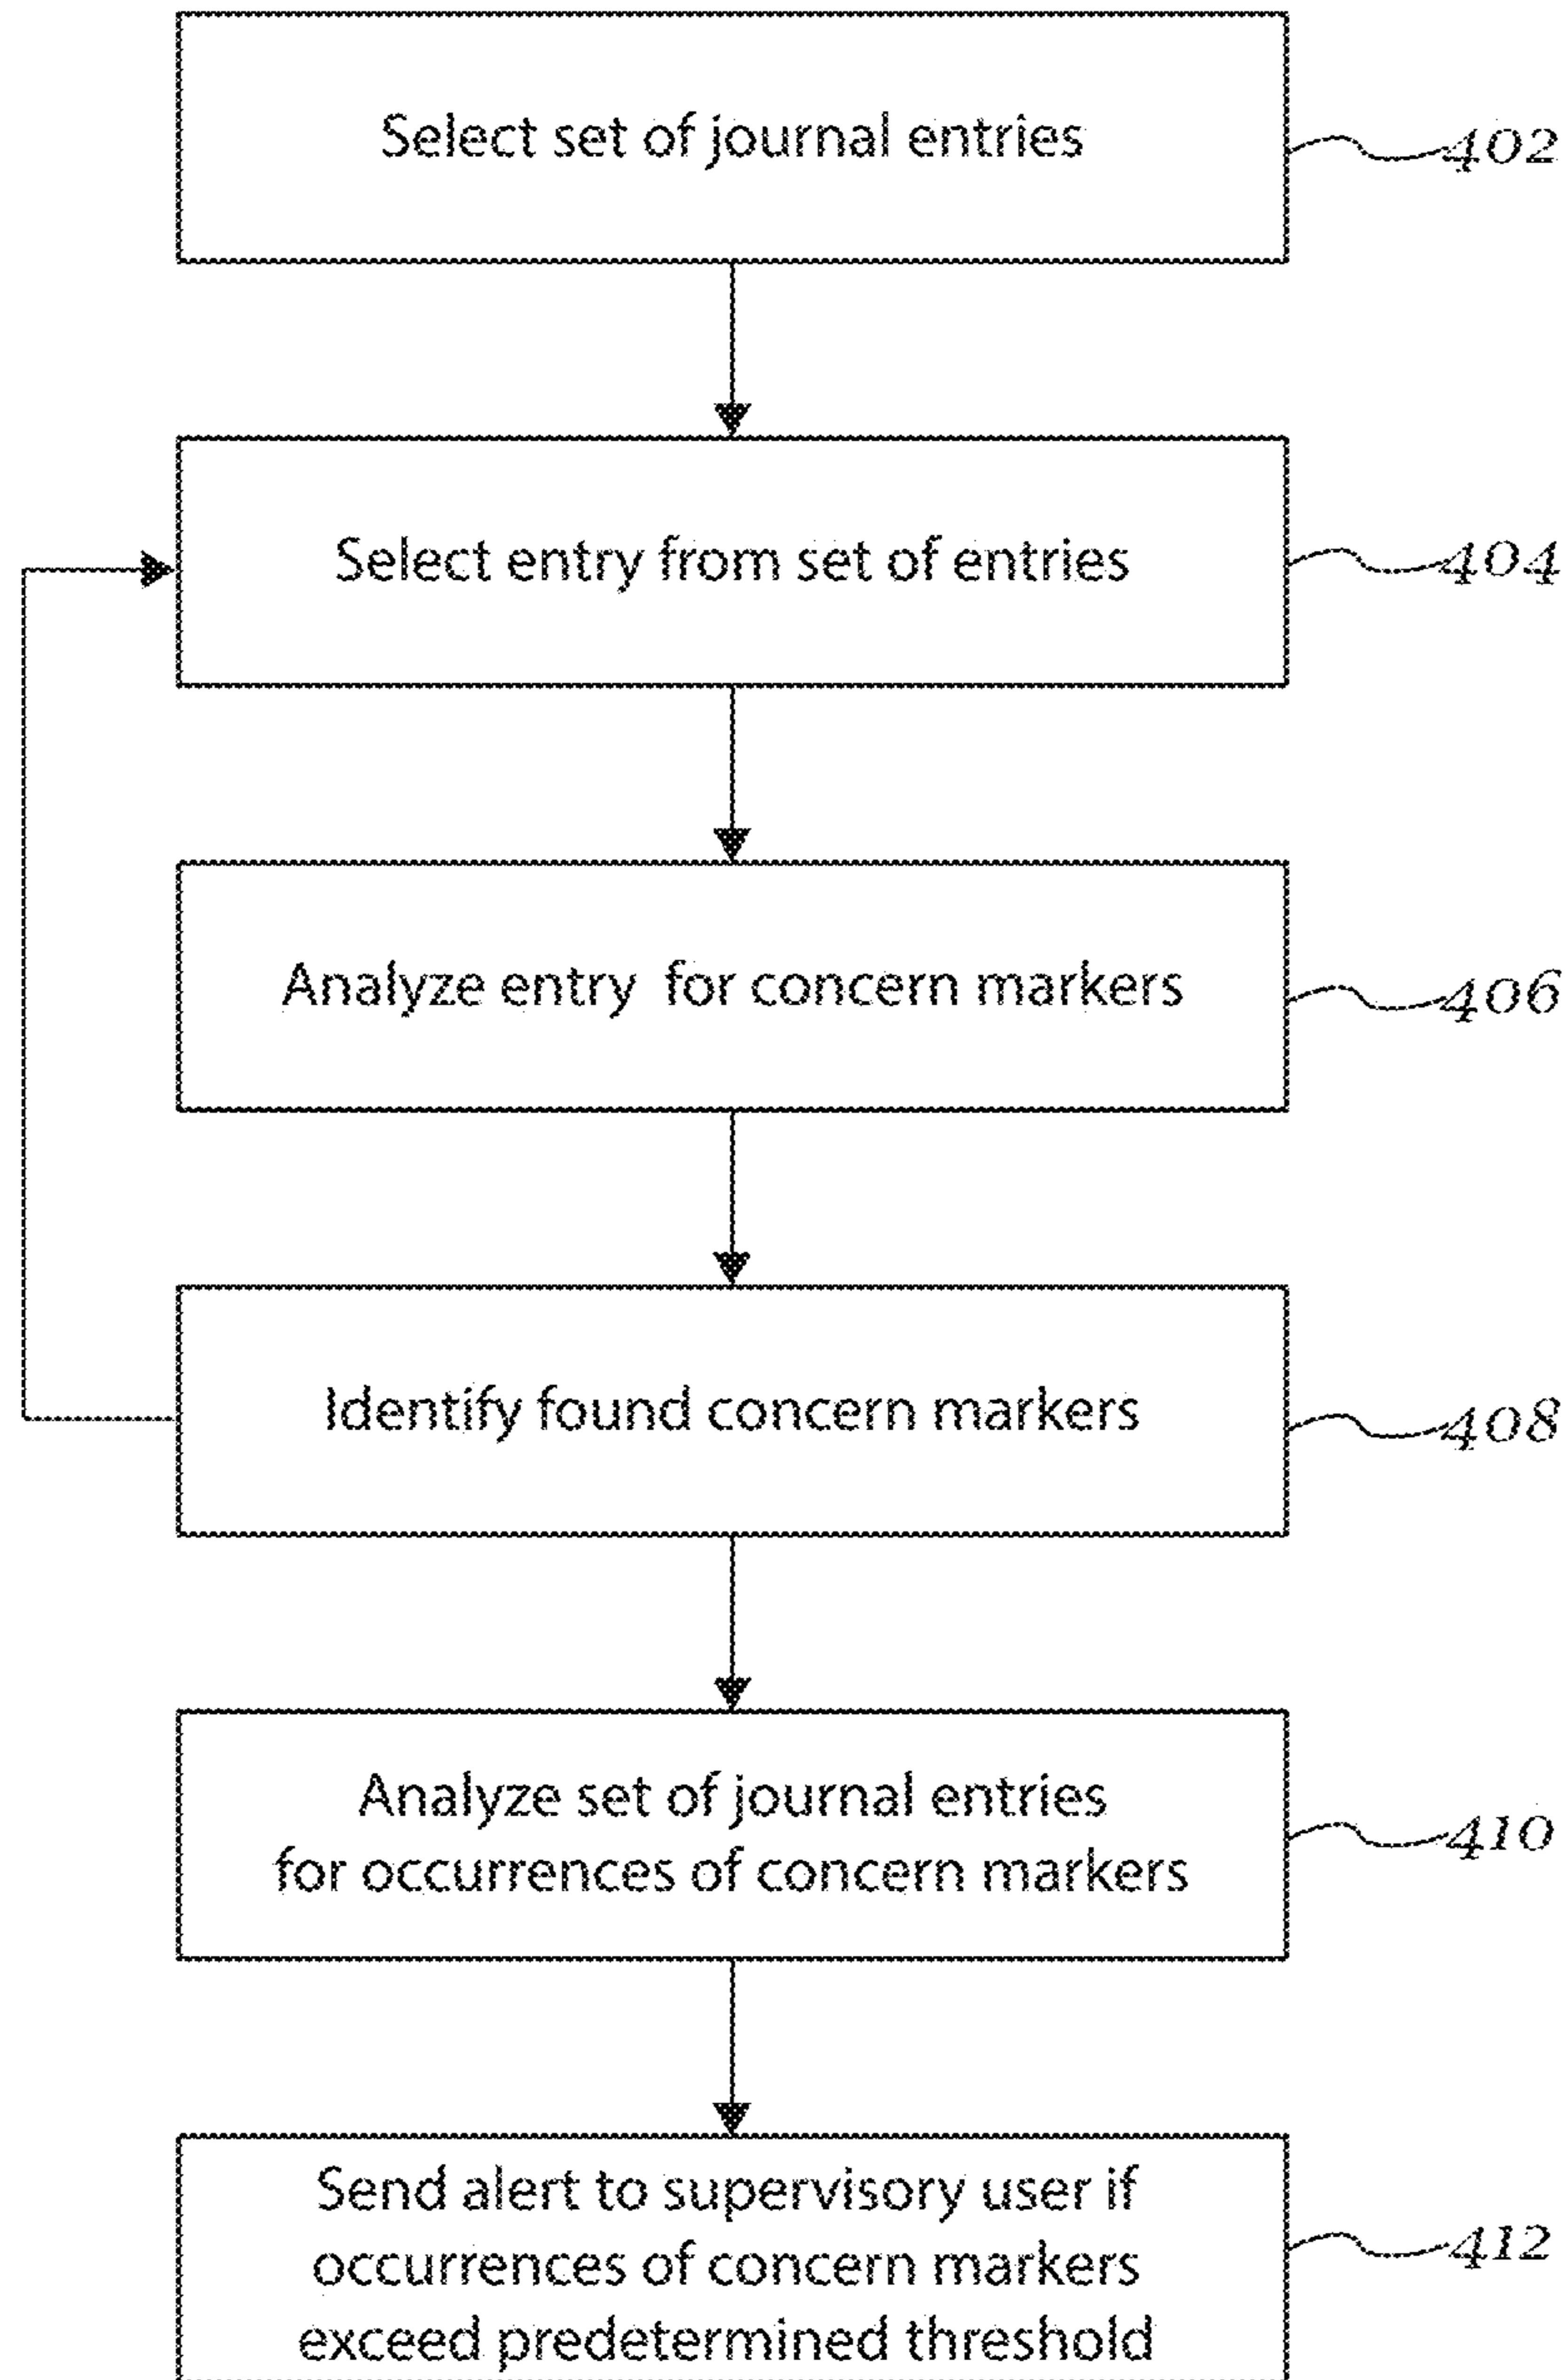 Select set of journal entries
402
Select entry from set of entries
404
Analyze entry for concern markers
406
Identify found concern markers
408
Analyze set of journal entries
for occurrences of concern markers
410
Send alert to supervisory user if
occurrences of concern markers
exceed predetermined threshold
412